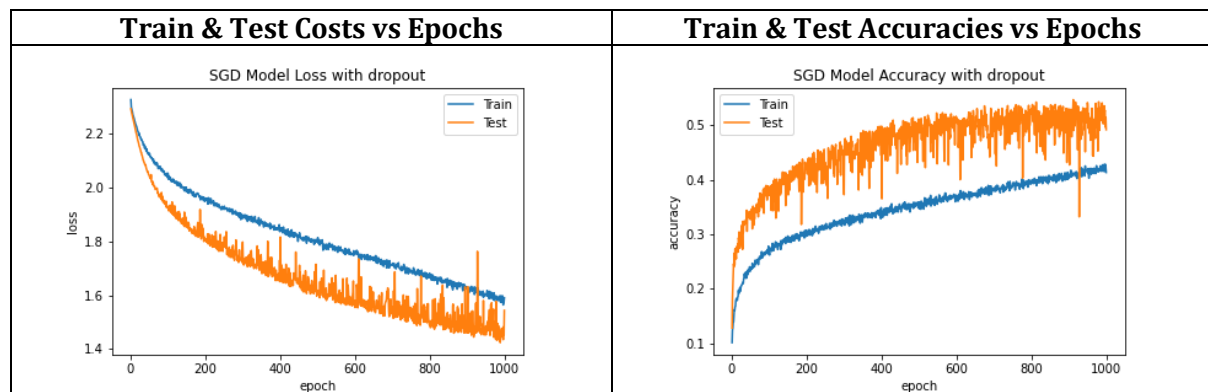 Train & Test Costs vs Epochs
Train & Test Accuracies vs Epochs
SGD Model Loss with dropout
Train
Test
2.2
2.0
1.8
1.6
1.4
loss
0
200
400
600
800
1000
epoch
SGD Model Accuracy with dropout
Train
Test
0.5
0.4
0.3
0.2
0.1
accuracy
0
200
400
600
800
1000
epoch